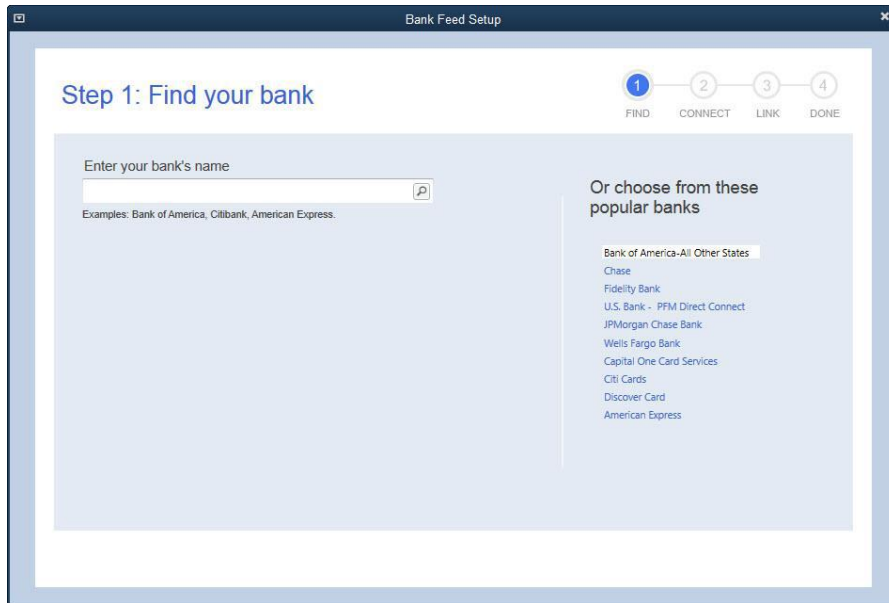 Bank Feed Setup
Step 1: Find your bank
1 2 3 4
FIND CONNECT LINK DONE
Enter your bank's name
Examples: Bank of America, Citibank, American Express.
Or choose from these
popular banks
Bank of America-All Other States
Chase
Fidelity Bank
U.S. Bank - PFM Direct Connect
JPMorgan Chase Bank
Wells Fargo Bank
Capital One Card Services
Citi Cards
Discover Card
American Express